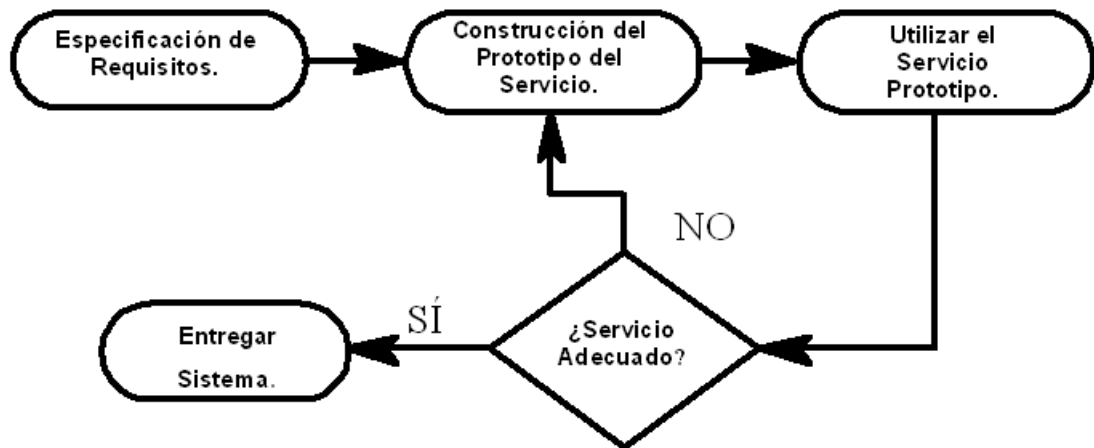 Especificación de
Requisitos.
Construcción del
Prototipo del
Servicio.
Utilizar el
Servicio
Prototipo.
NO
SÍ
¿Servicio
Adecuado?
Entregar
Sistema.